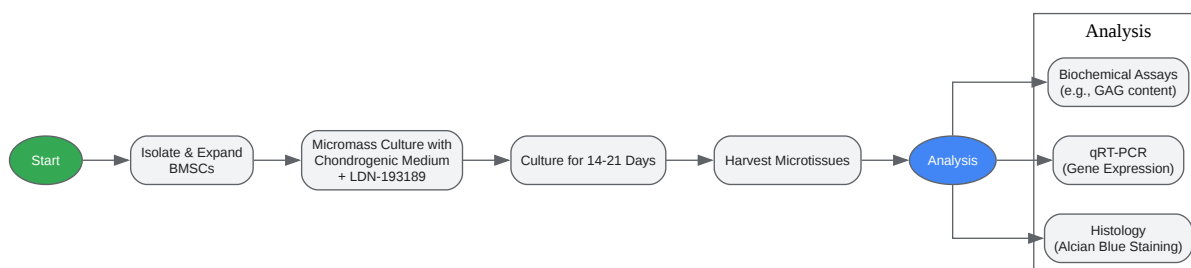 Start
Isolate & Expand
BMSCs
Micromass Culture with
Chondrogenic Medium
+ LDN-193189
Culture for 14-21 Days
Harvest Microtissues
Analysis
Analysis
Biochemical Assays
(e.g., GAG content)
qRT-PCR
(Gene Expression)
Histology
(Alcian Blue Staining)